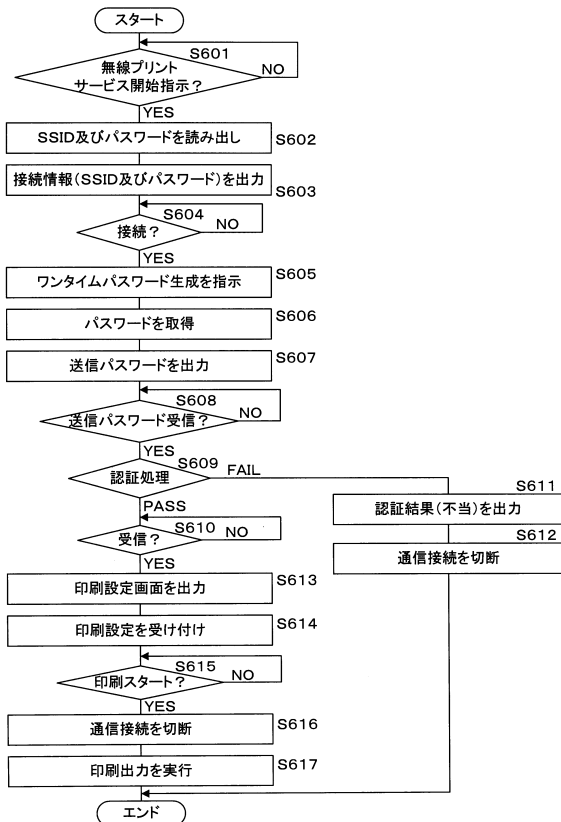 スタート
S601
無線プリント
サービス開始指示?
NO
YES
SSID及びパスワードを読み出し
S602
接続情報(SSID及びパスワード)を出力
S603
S604
接続?
NO
YES
ワンタイムパスワード生成を指示
S605
パスワードを取得
S606
送信パスワードを出力
S607
S608
送信パスワード受信?
NO
YES
S609
認証処理
FAIL
PASS
S611
認証結果(不当)を出力
S610
受信?
NO
S612
通信接続を切断
YES
印刷設定画面を出力
S613
印刷設定を受け付け
S614
S615
印刷スタート?
NO
YES
通信接続を切断
S616
印刷出力を実行
S617
エンド